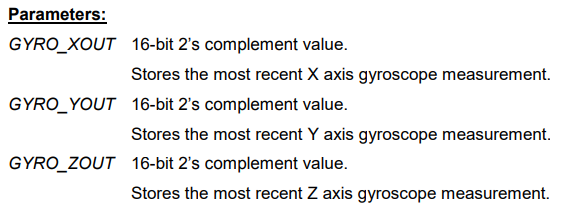 Parameters:
GYRO_XOUT 16-bit 2's complement value.
Stores the most recent X axis gyroscope measurement.
GYRO_YOUT 16-bit 2's complement value.
Stores the most recent Y axis gyroscope measurement.
GYRO_ZOUT 16-bit 2's complement value.
Stores the most recent Z axis gyroscope measurement.